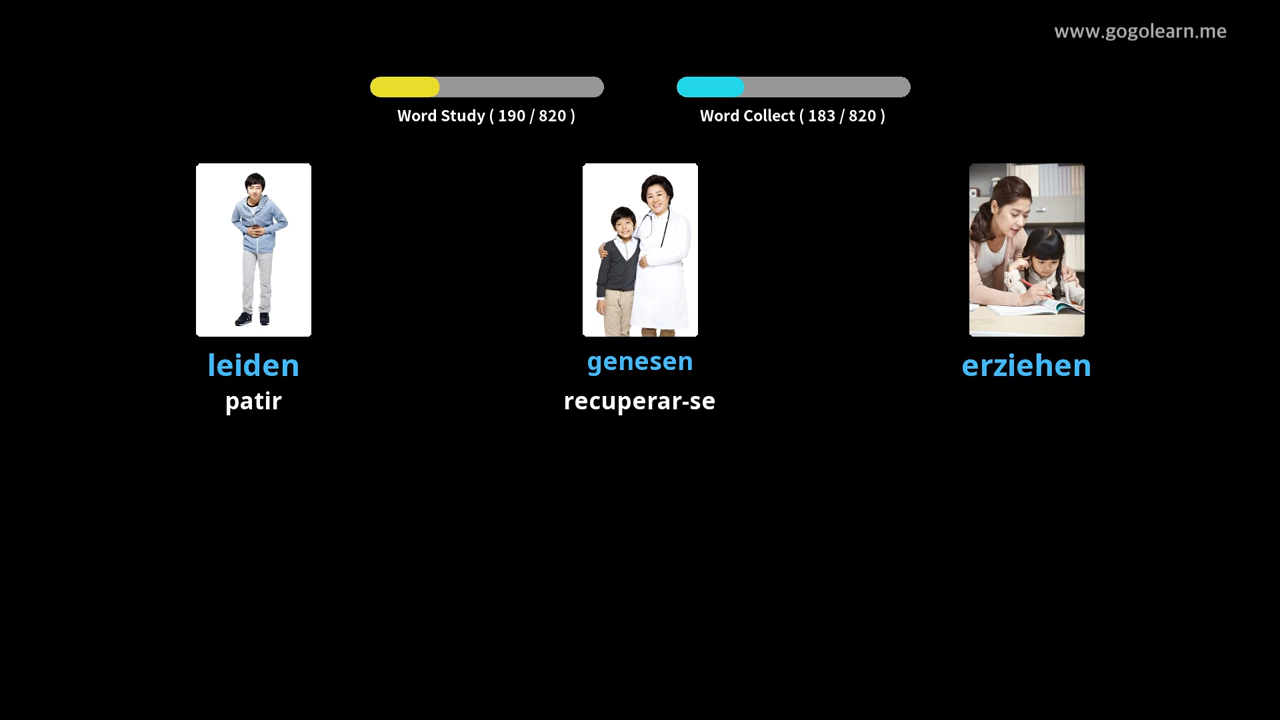 www.gogolearn.me
Word Study ( 190 / 820 )
Word Collect ( 183 / 820 )
leiden
patir
genesen
recuperar-se
erziehen